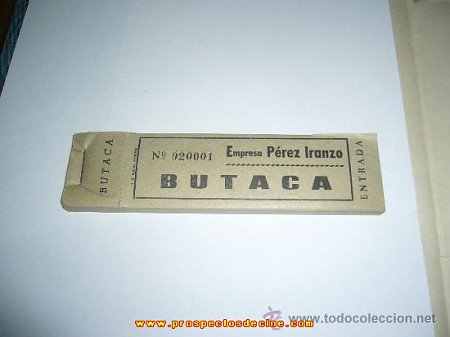 BUTACA
Nº 020001 Empresa Pérez Iranzo
BUTACA
ENTRADA
www.todocoleccion.net
www.prospectosdecine.com